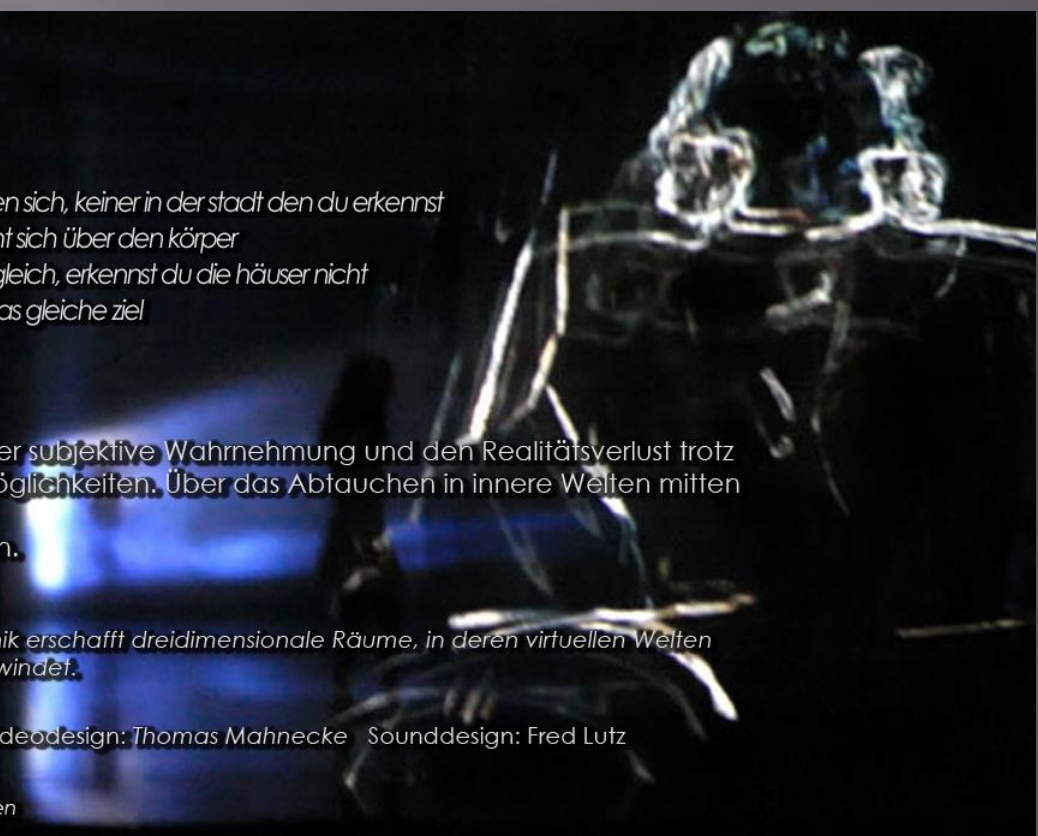 en sich, keiner in der stadt den du erkennst
nt sich über den körper
gleich, erkennst du die häuser nicht
as gleiche ziel
er subjektive Wahrnehmung und den Realitätsverlust trotz
öglichkeiten. Über das Abtauchen in innere Welten mitten
n.
nik erschafft dreidimensionale Räume, in deren virtuellen Welten
windet.
deodesign: Thomas Mahnecke Sounddesign: Fred Lutz
en